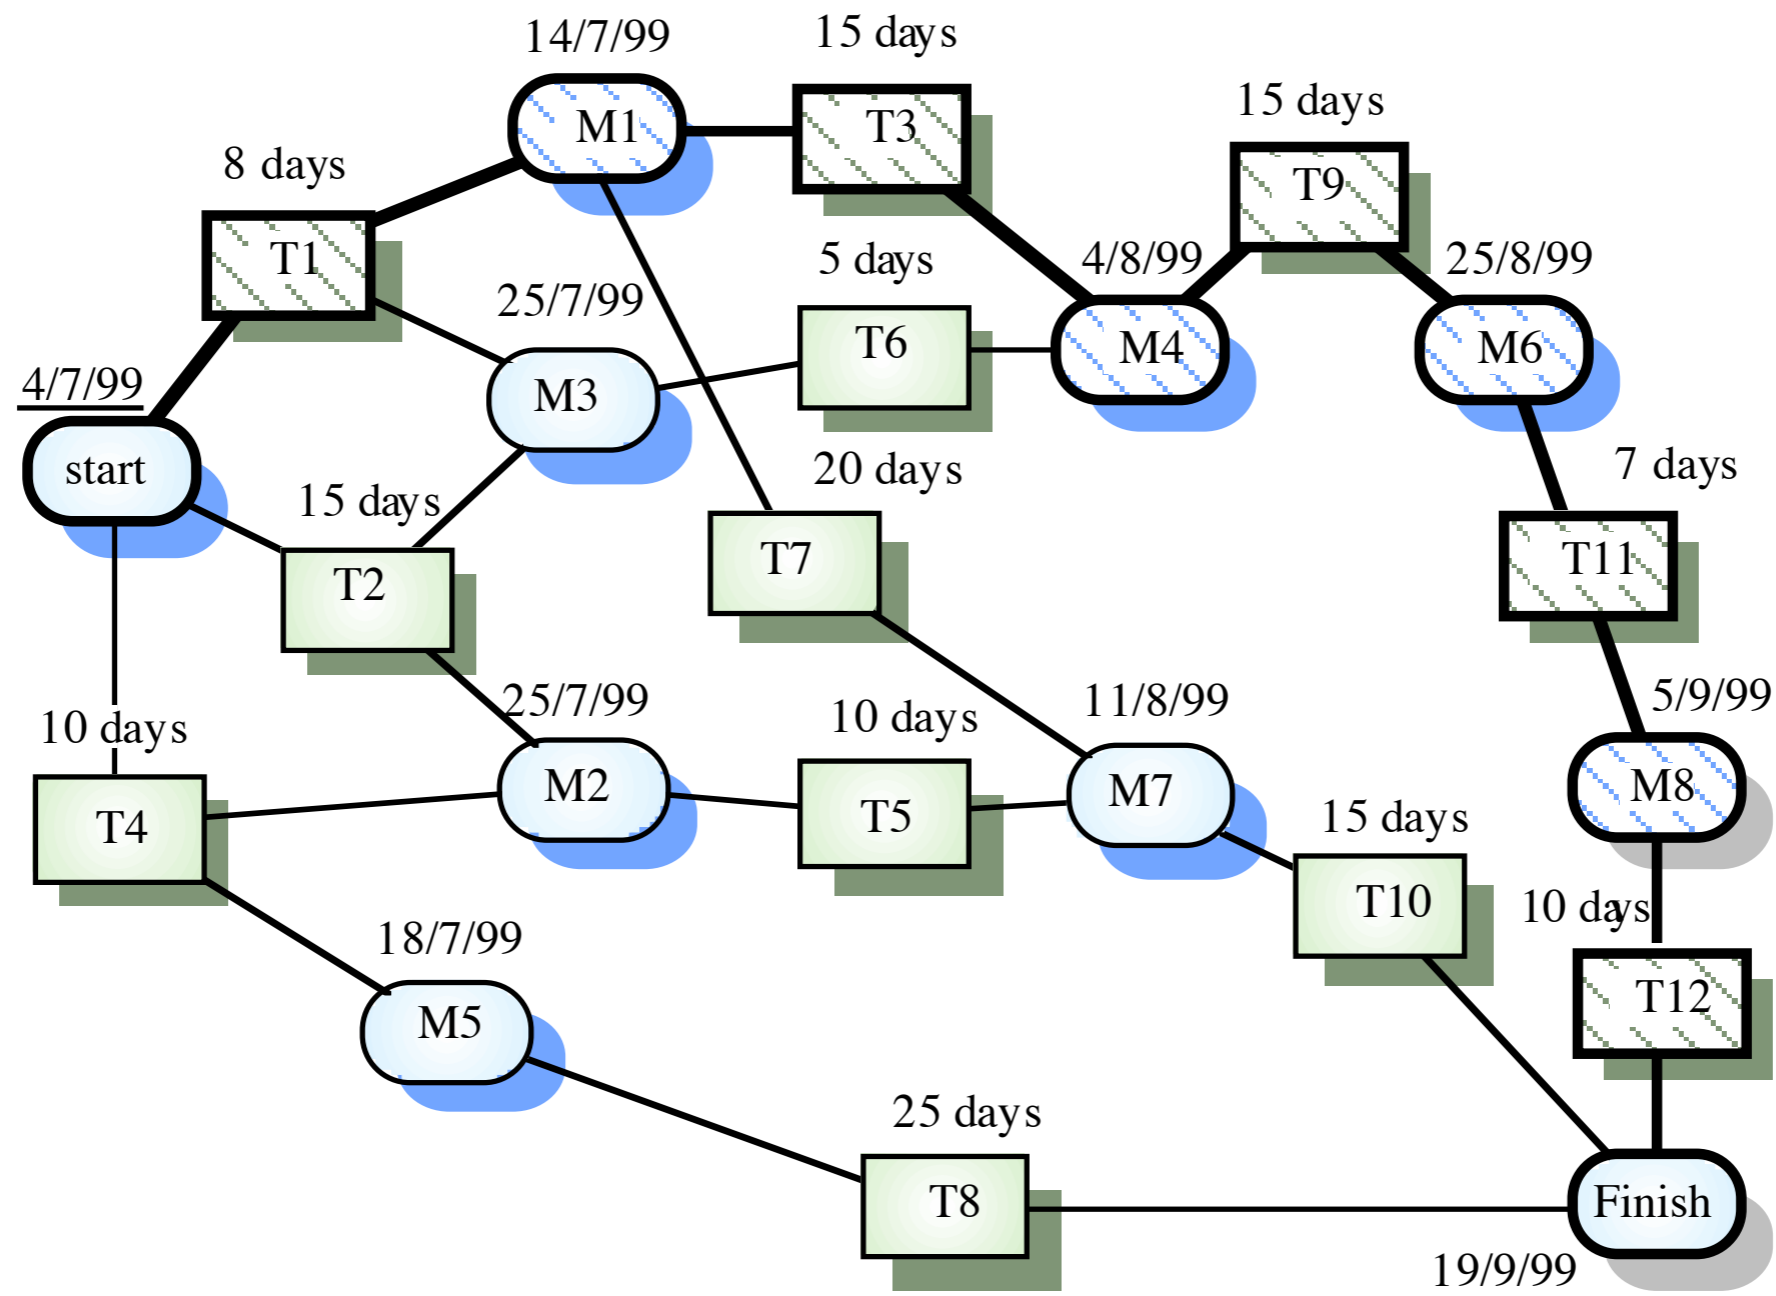 14/7/99
15 days
M1
T3
15 days
8 days
T9
T1
5 days
4/8/99
25/8/99
25/7/99
T6
M4
M6
4/7/99
M3
start
20 days
7 days
15 days
T7
T11
T2
25/7/99
11/8/99
5/9/99
10 days
10 days
M2
M7
M8
T4
T5
15 days
T10
10 days
18/7/99
T12
M5
25 days
T8
Finish
19/9/99